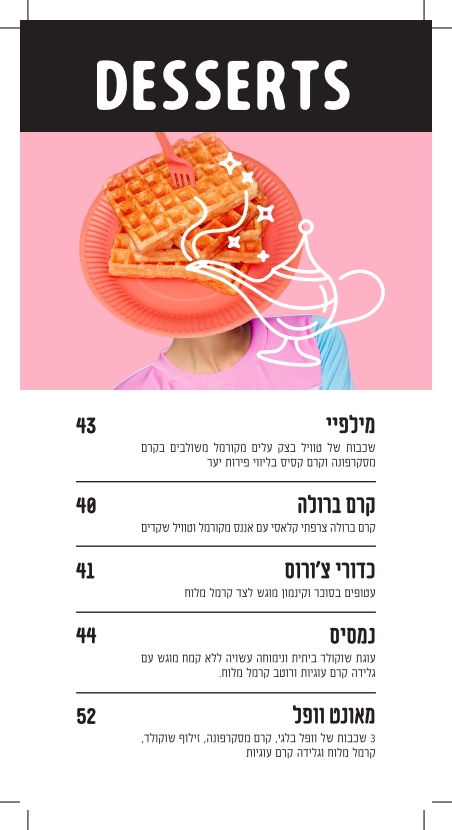 DESSERTS
מילפיי 43
שכבות של טוויל בצק עלים מקורמל משולבים בקרם
מסקרפונה וקרם קסיס בליווי פירות יער
קרם ברולה 40
קרם ברולה צרפתי קלאסי עם אננס מקורמל וטוויל שקדים
כדורי צ'ורוס 41
עטופים בסוכר וקינמון מוגש לצד קרמל מלוח
נמסיס 44
עוגת שוקולד ביתית ונימוחה עשויה ללא קמח מוגש עם
גלידה קרם עוגיות ורוטב קרמל מלוח.
מאונט וופל 52
3 שכבות של וופל בלגי, קרם מסקרפונה, זילוף שוקולד,
קרמל מלוח וגלידה קרם עוגיות